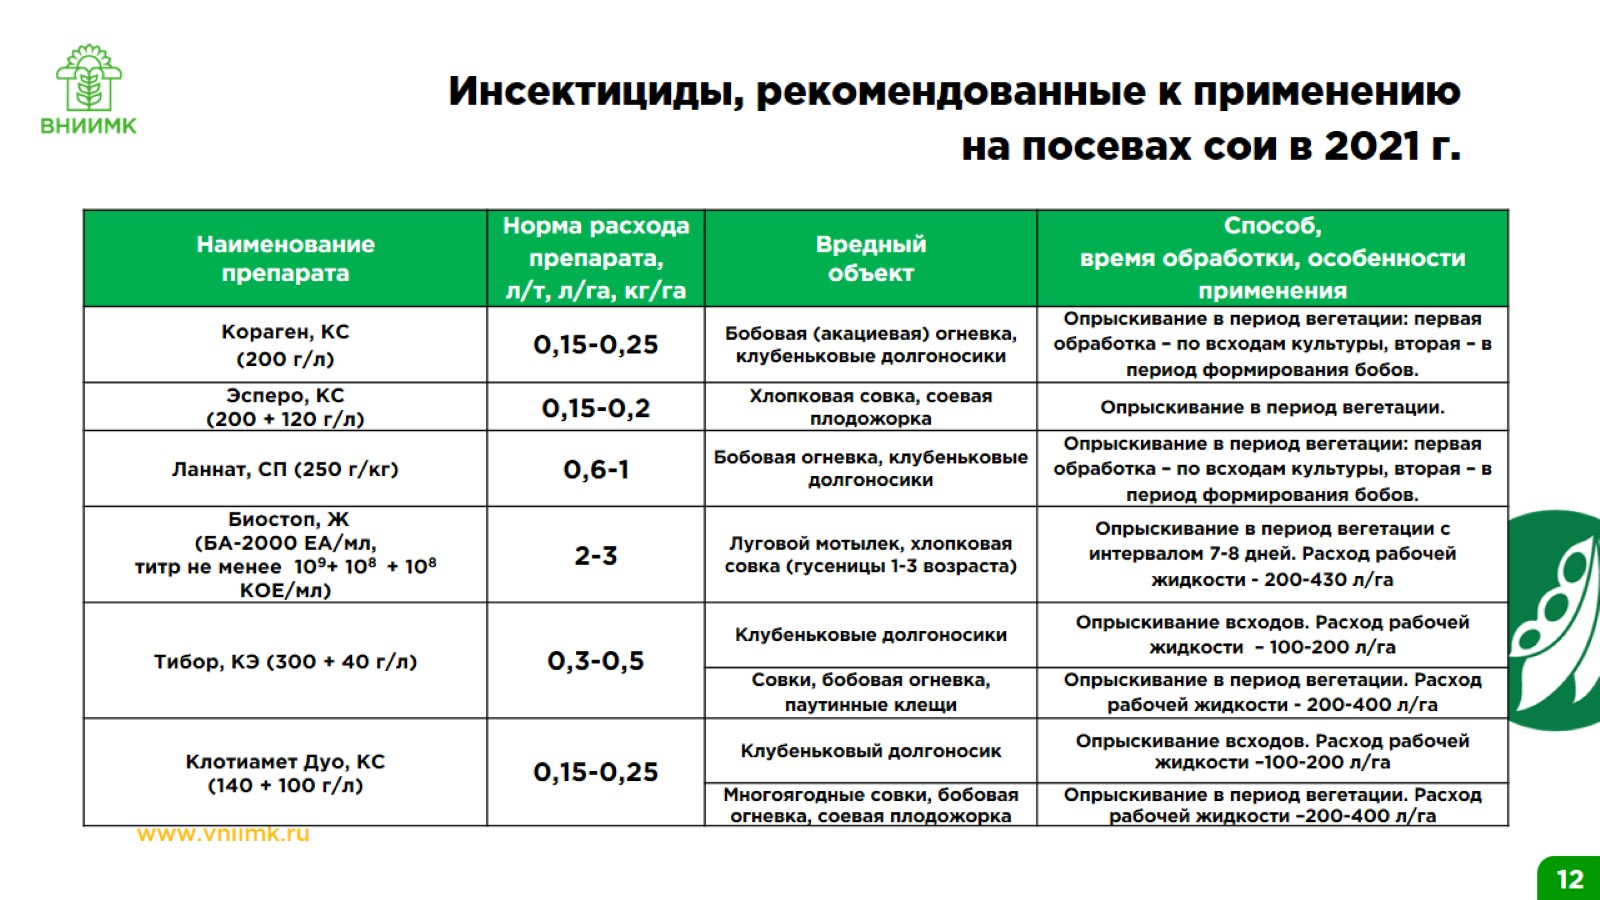 ВНИИМК
Инсектициды, рекомендованные к применению
на посевах сои в 2021 г.
Наименование
препарата
Норма расхода
препарата,
л/т, л/га, кг/га
Вредный
объект
Способ,
время обработки, особенности
применения
Кораген, КС
(200 г/л)
0,15-0,25
Бобовая (акациевая) огневка,
клубеньковые долгоносики
Опрыскивание в период вегетации: первая
обработка – по всходам культуры, вторая – в
период формирования бобов.
Эсперо, КС
(200 + 120 г/л)
0,15-0,2
Хлопковая совка, соевая
плодожорка
Опрыскивание в период вегетации.
Ланнат, СП (250 г/кг)
0,6-1
Бобовая огневка, клубеньковые
долгоносики
Опрыскивание в период вегетации: первая
обработка – по всходам культуры, вторая – в
период формирования бобов.
Биостоп, Ж
(БА-2000 ЕА/мл,
титр не менее 10⁹+ 10⁸ + 10⁸
КОЕ/мл)
2-3
Луговой мотылек, хлопковая
совка (гусеницы 1-3 возраста)
Опрыскивание в период вегетации с
интервалом 7-8 дней. Расход рабочей
жидкости - 200-430 л/га
Тибор, КЭ (300 + 40 г/л)
0,3-0,5
Клубеньковые долгоносики
Опрыскивание всходов. Расход рабочей
жидкости – 100-200 л/га
Совки, бобовая огневка,
паутинные клещи
Опрыскивание в период вегетации. Расход
рабочей жидкости - 200-400 л/га
Клотиамет Дуо, КС
(140 + 100 г/л)
0,15-0,25
Клубеньковый долгоносик
Опрыскивание всходов. Расход рабочей
жидкости –100-200 л/га
Многоягодные совки, бобовая
огневка, соевая плодожорка
Опрыскивание в период вегетации. Расход
рабочей жидкости –200-400 л/га
www.vniimk.ru
12